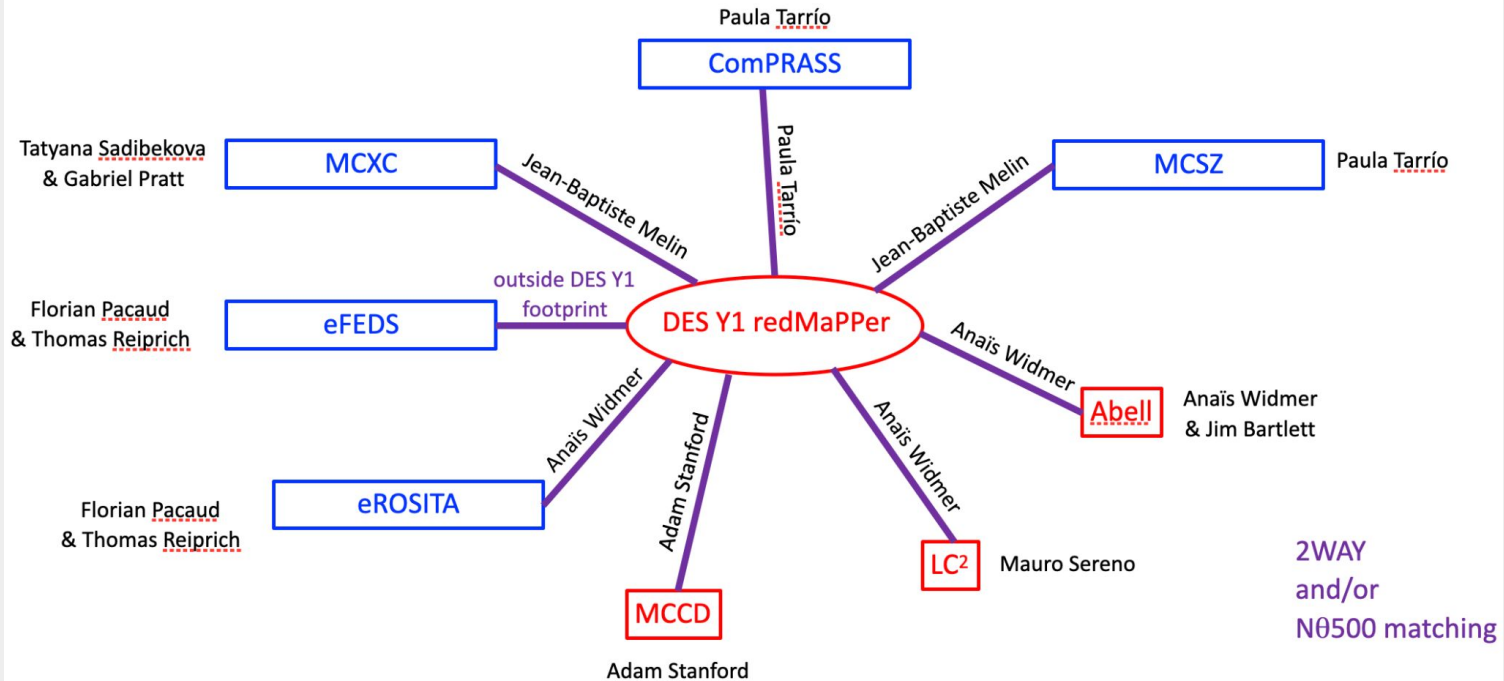 Paula Tarrío
ComPRASS
Tatyana Sadibekova
& Gabriel Pratt
MCXC
Jean-Baptiste Melin
Paula Tarrío
Jean-Baptiste Melin
MCSZ
Paula Tarrío
Florian Pacaud
& Thomas Reiprich
eFEDS
outside DES Y1
footprint
DES Y1 redMaPPer
Anaïs Widmer
Abell
Anaïs Widmer
& Jim Bartlett
Florian Pacaud
& Thomas Reiprich
eROSITA
Anaïs Widmer
Adam Stanford
MCCD
Adam Stanford
Anaïs Widmer
LC²
Mauro Sereno
2WAY
and/or
Nθ500 matching